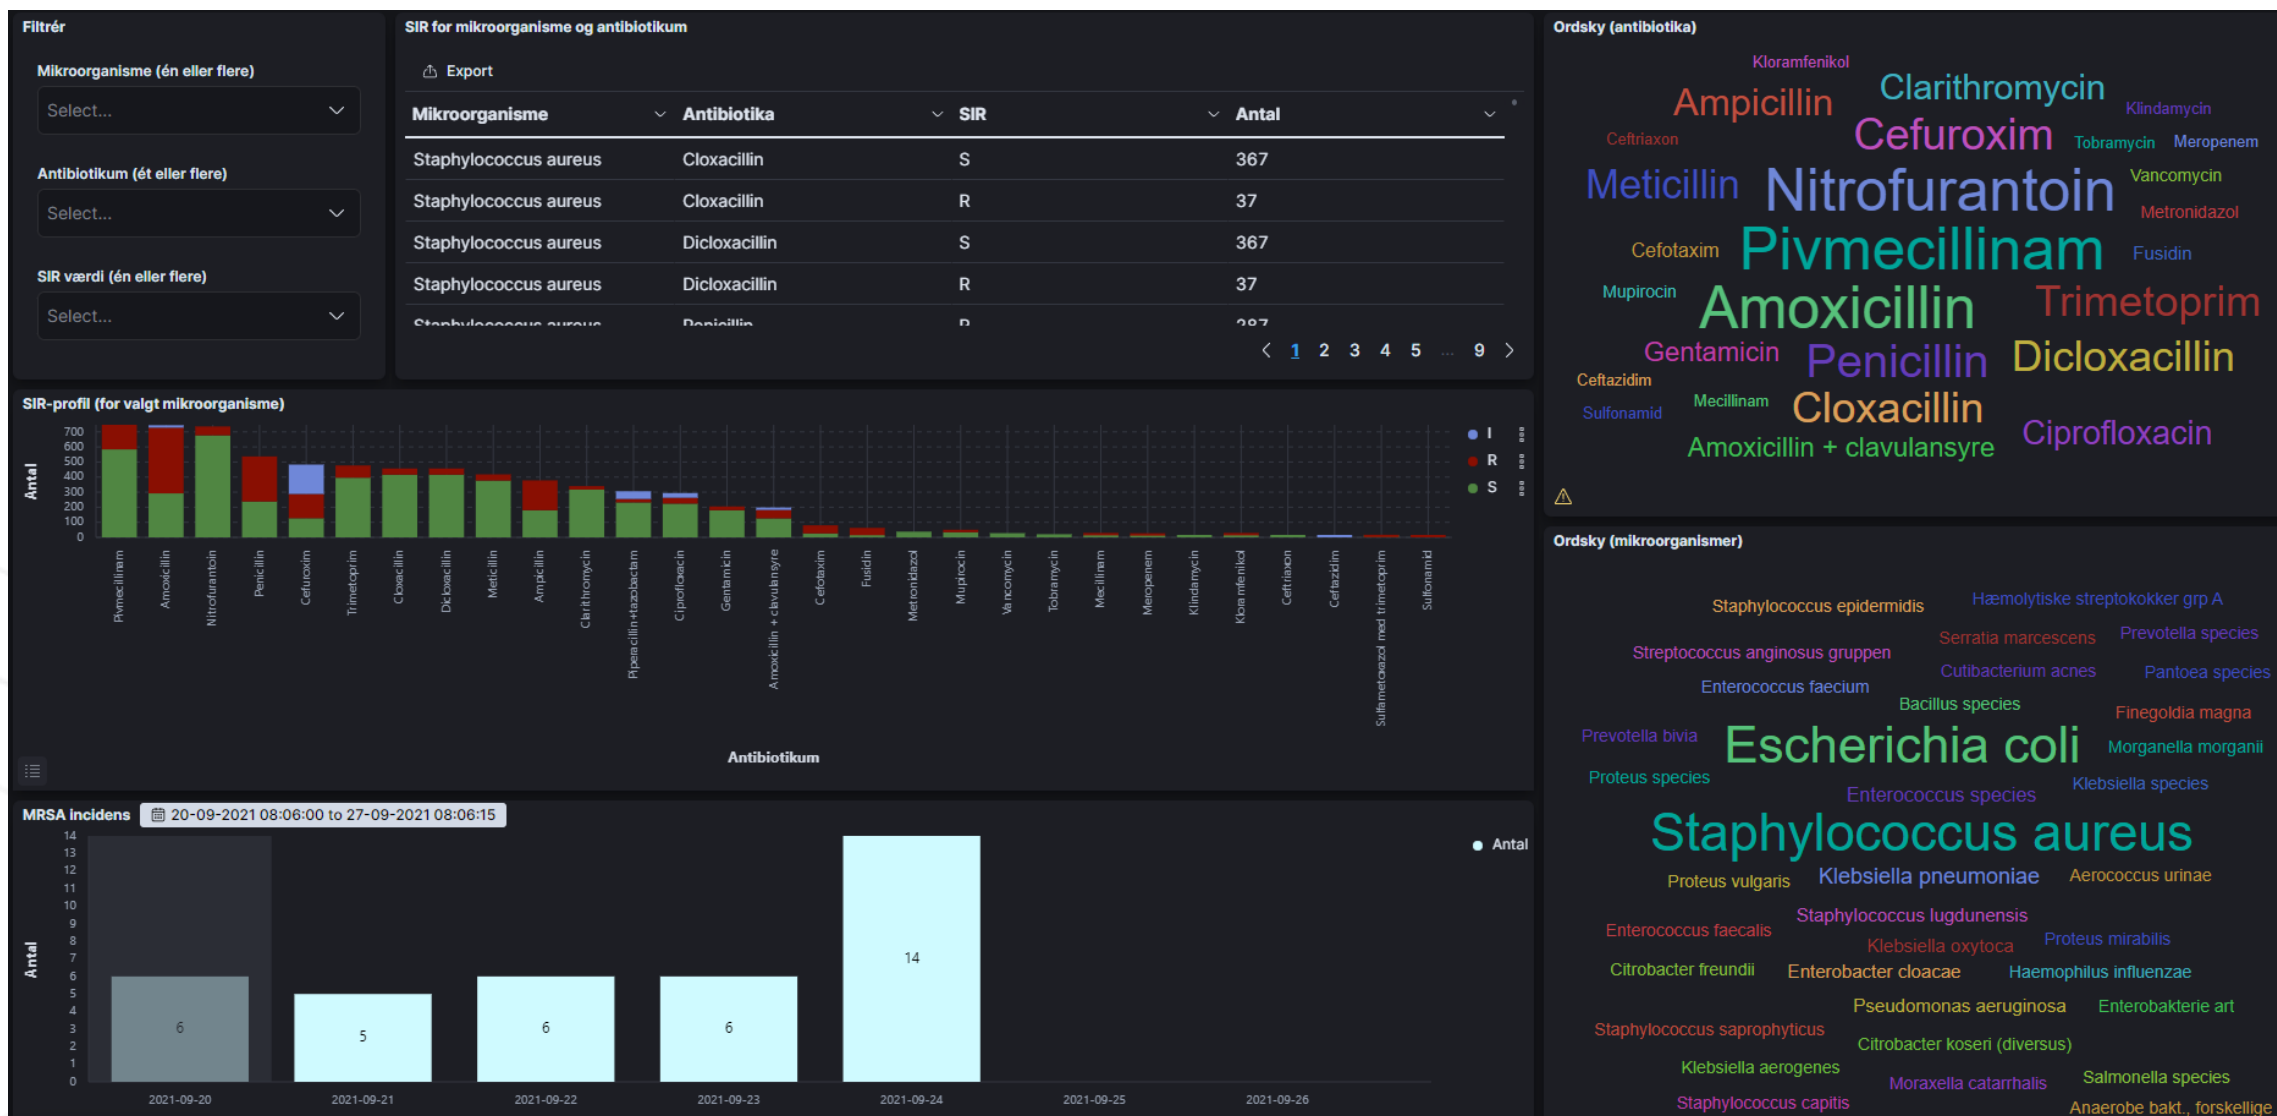 Filtrér
Mikroorganisme (én eller flere)
Select...
Antibiotikum (ét eller flere)
Select...
SIR værdi (én eller flere)
Select...
SIR for mikroorganisme og antibiotikum
Export
Mikroorganisme Antibiotika SIR Antal
Staphylococcus aureus Cloxacillin S 367
Staphylococcus aureus Cloxacillin R 37
Staphylococcus aureus Dicloxacillin S 367
Staphylococcus aureus Dicloxacillin R 37
Staphylococcus aureus Penicillin R 287
1 2 3 4 5 ... 9
SIR-profil (for valgt mikroorganisme)
Antal
700
600
500
400
300
200
100
0
I
R
S
Pivmecillinam
Amoxicillin
Nitrofurantoin
Penicillin
Cefuroxim
Trimetoprim
Cloxacillin
Dicloxacillin
Meticillin
Ampicillin
Clarithromycin
Piperacillin+tazobactam
Ciprofloxacin
Gentamicin
Amoxicillin + clavulansyre
Cefotaxim
Fusidin
Metronidazol
Mupirocin
Vancomycin
Tobramycin
Mecillinam
Meropenem
Klindamycin
Kloramfenikol
Ceftriaxon
Ceftazidim
Sulfametoxazol med trimetoprim
Sulfonamid
Antibiotikum
MRSA incidens 20-09-2021 08:06:00 to 27-09-2021 08:06:15
Antal
14
13
12
11
10
9
8
7
6
5
4
3
2
1
0
6
5
6
6
14
Antal
2021-09-20 2021-09-21 2021-09-22 2021-09-23 2021-09-24 2021-09-25 2021-09-26
Ordsky (antibiotika)
Kloramfenikol
Clarithromycin
Ampicillin
Klindamycin
Ceftriaxon
Cefuroxim
Tobramycin
Meropenem
Meticillin
Nitrofurantoin
Vancomycin
Metronidazol
Cefotaxim
Pivmecillinam
Fusidin
Mupirocin
Amoxicillin
Trimetoprim
Gentamicin
Penicillin
Dicloxacillin
Ceftazidim
Sulfonamid
Mecillinam
Cloxacillin
Ciprofloxacin
Amoxicillin + clavulansyre
Ordsky (mikroorganismer)
Staphylococcus epidermidis
Hæmolytiske streptokokker grp A
Serratia marcescens
Prevotella species
Streptococcus anginosus gruppen
Cutibacterium acnes
Pantoea species
Enterococcus faecium
Bacillus species
Finegoldia magna
Prevotella bivia
Escherichia coli
Morganella morganii
Proteus species
Klebsiella species
Enterococcus species
Staphylococcus aureus
Proteus vulgaris
Klebsiella pneumoniae
Aerococcus urinae
Staphylococcus lugdunensis
Enterococcus faecalis
Klebsiella oxytoca
Proteus mirabilis
Citrobacter freundii
Enterobacter cloacae
Haemophilus influenzae
Pseudomonas aeruginosa
Enterobakterie art
Staphylococcus saprophyticus
Citrobacter koseri (diversus)
Klebsiella aerogenes
Moraxella catarrhalis
Salmonella species
Staphylococcus capitis
Anaerobe bakt., forskellige